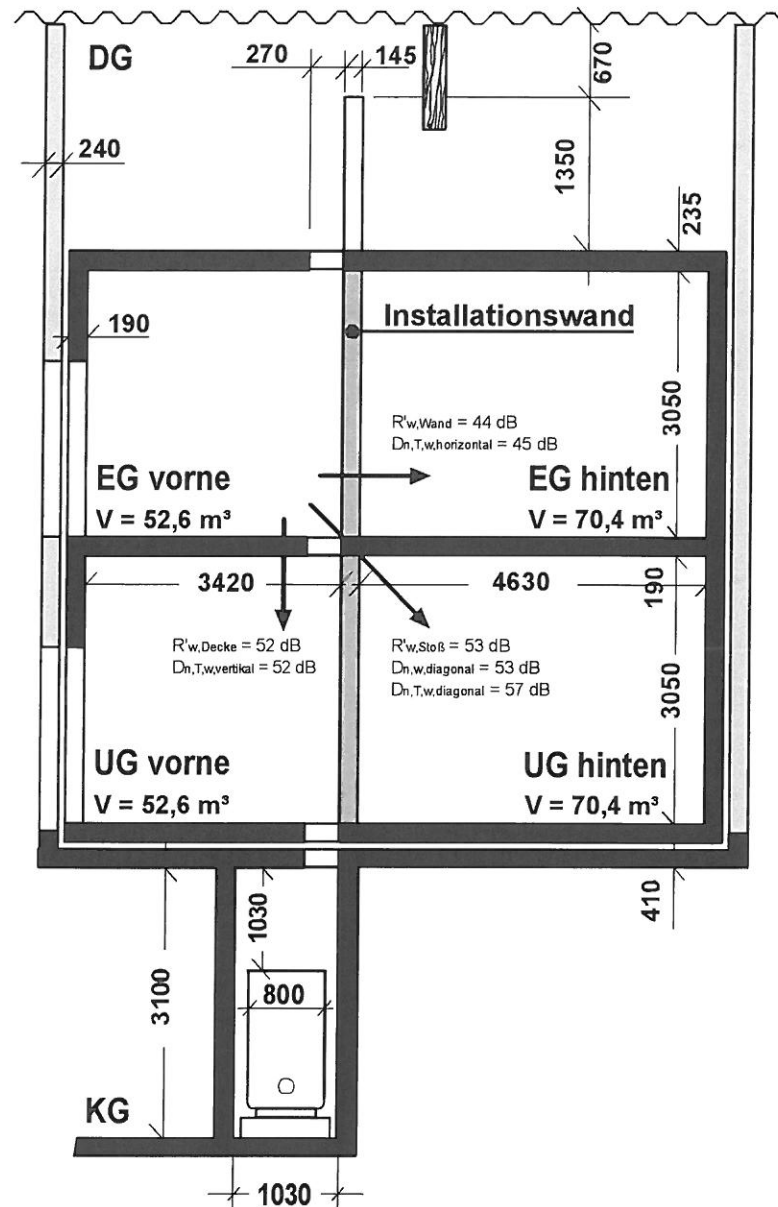 DG
270
145
670
240
1350
235
190
Installationswand
R'w,Wand = 44 dB
Dn,T,w,horizontal = 45 dB
3050
EG vorne
V = 52,6 m³
EG hinten
V = 70,4 m³
3420
4630
190
R'w,Decke = 52 dB
Dn,T,w,vertikal = 52 dB
R'w,Stoß = 53 dB
Dn,w,diagonal = 53 dB
Dn,T,w,diagonal = 57 dB
3050
UG vorne
V = 52,6 m³
UG hinten
V = 70,4 m³
1030
410
3100
800
KG
1030